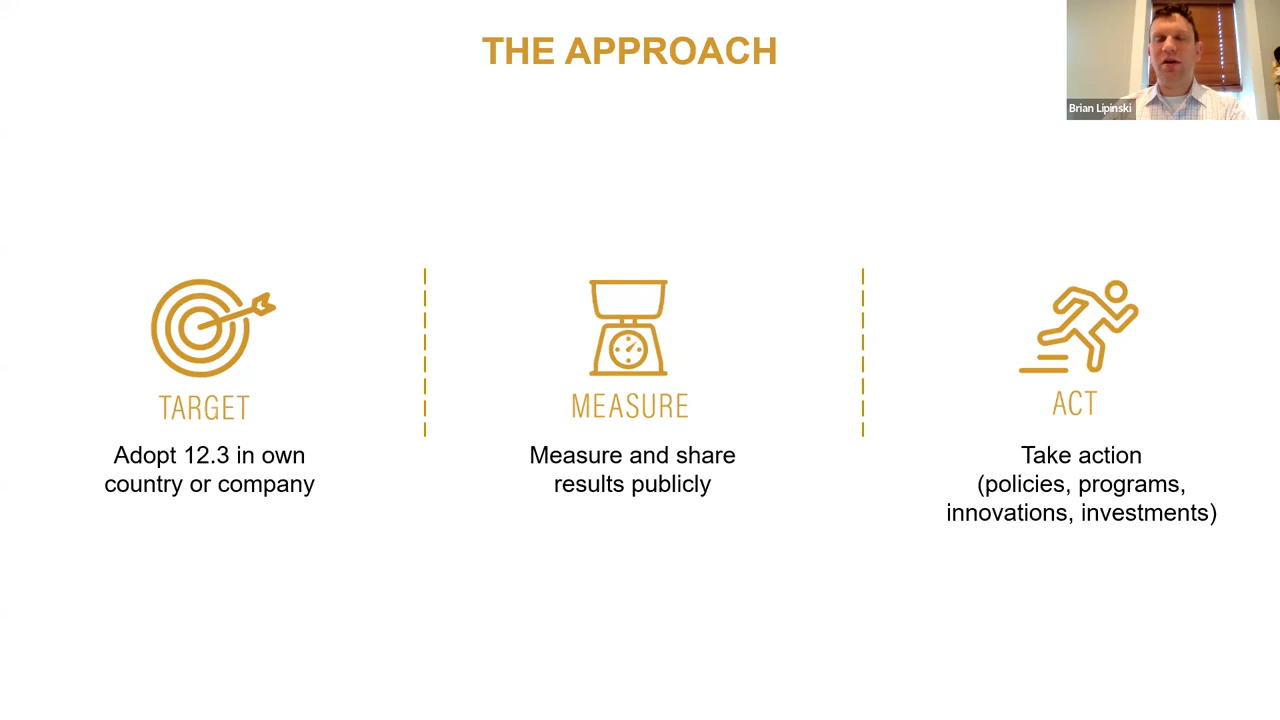 THE APPROACH
Brian Lipinski
TARGET
Adopt 12.3 in own
country or company
MEASURE
Measure and share
results publicly
ACT
Take action
(policies, programs,
innovations, investments)